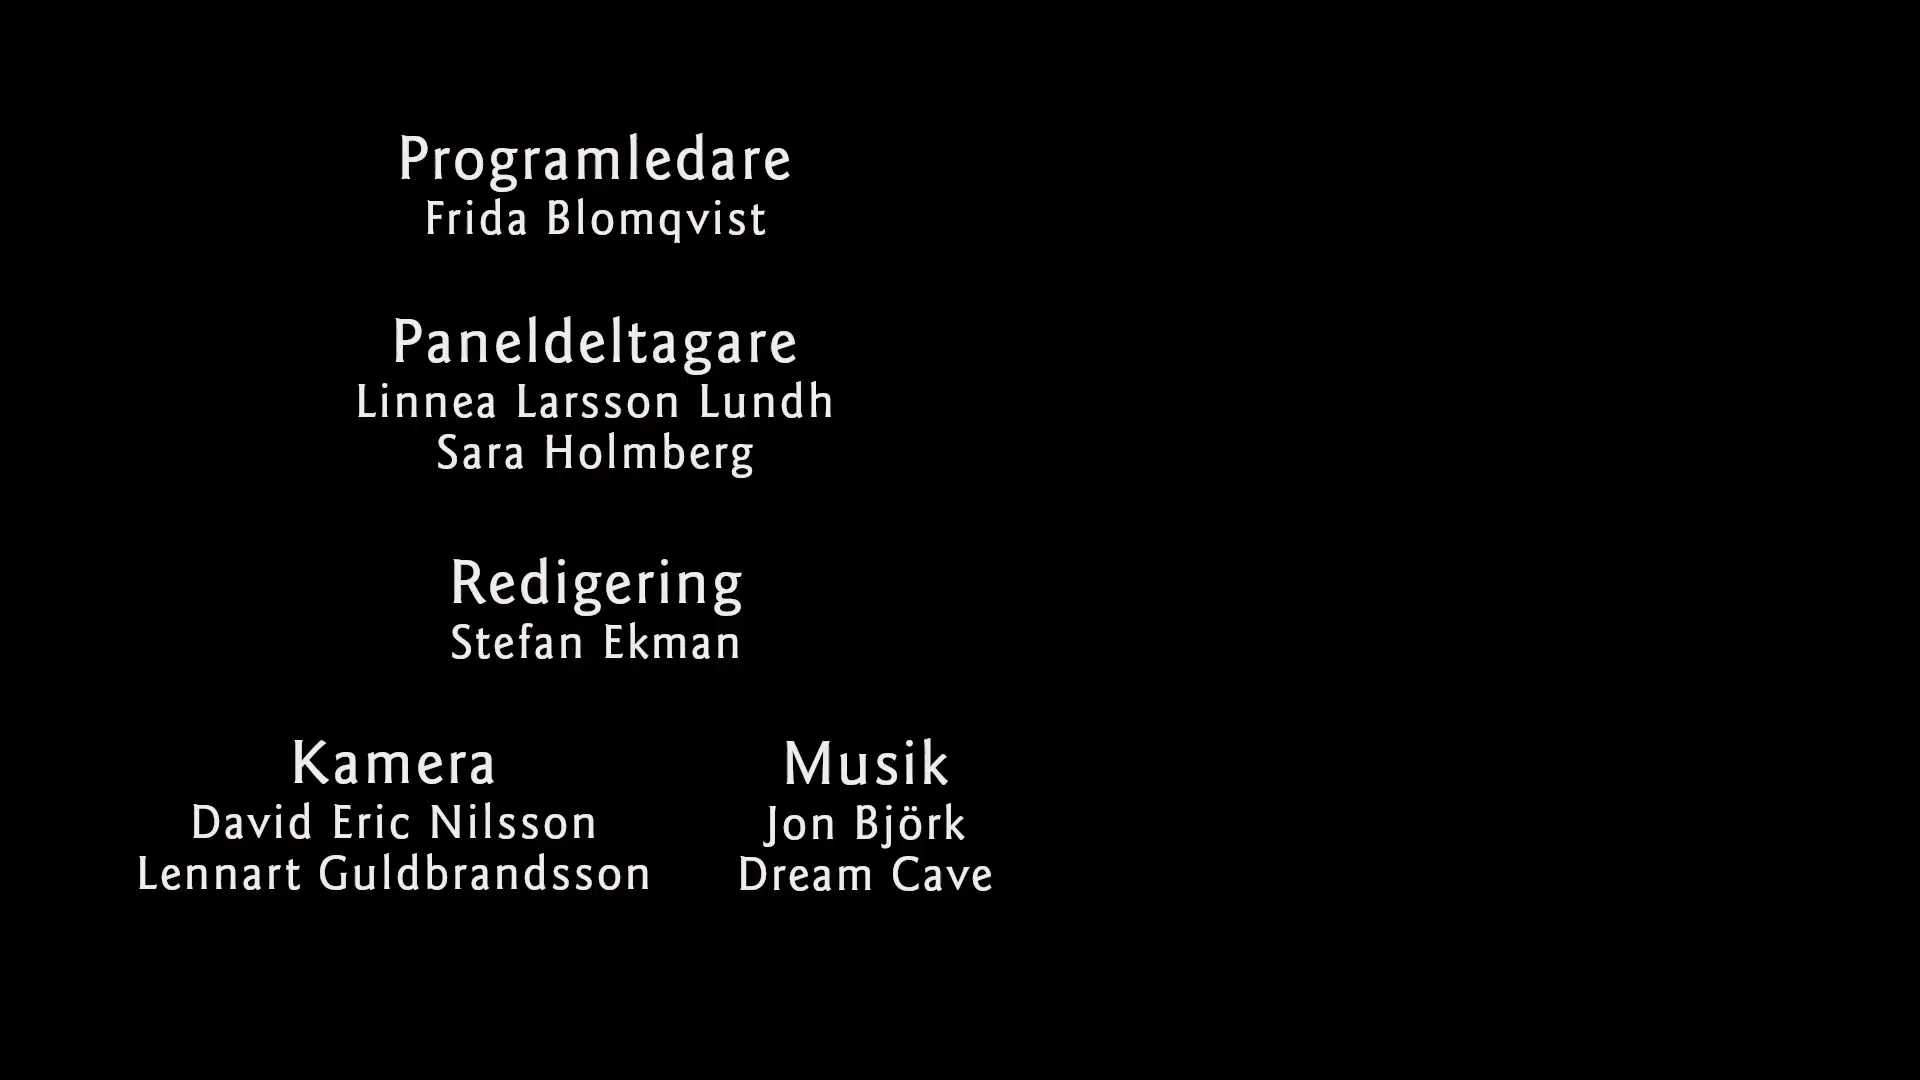 Programledare
Frida Blomqvist
Paneldeltagare
Linnea Larsson Lundh
Sara Holmberg
Redigering
Stefan Ekman
Kamera
David Eric Nilsson
Lennart Guldbrandsson
Musik
Jon Björk
Dream Cave